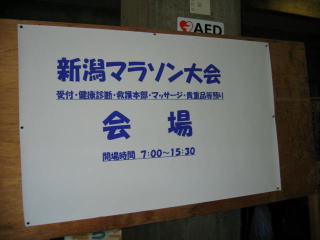 AED
新潟マラソン大会
受付・健康診断・救護本部・マッサージ・貴重品等預り
会　場
開場時間　7:00～15:30